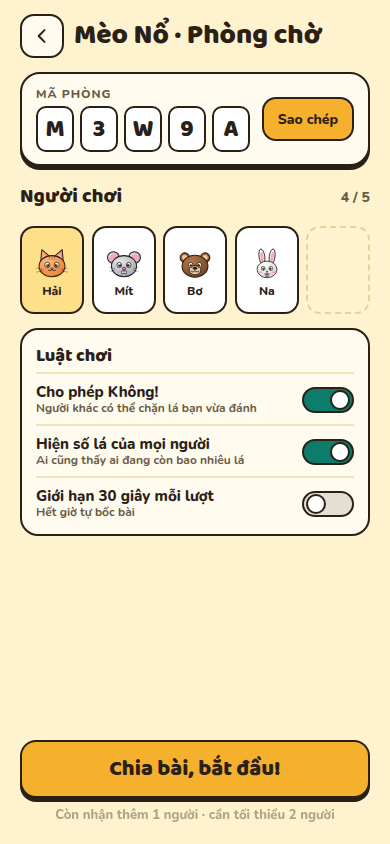 Mèo Nổ · Phòng chờ
MÃ PHÒNG
M 3 W 9 A
Sao chép
Người chơi
4 / 5
Hải
Mít
Bơ
Na
Luật chơi
Cho phép Không!
Người khác có thể chặn lá bạn vừa đánh
Hiện số lá của mọi người
Ai cũng thấy ai đang còn bao nhiêu lá
Giới hạn 30 giây mỗi lượt
Hết giờ tự bốc bài
Chia bài, bắt đầu!
Còn nhận thêm 1 người · cần tối thiểu 2 người